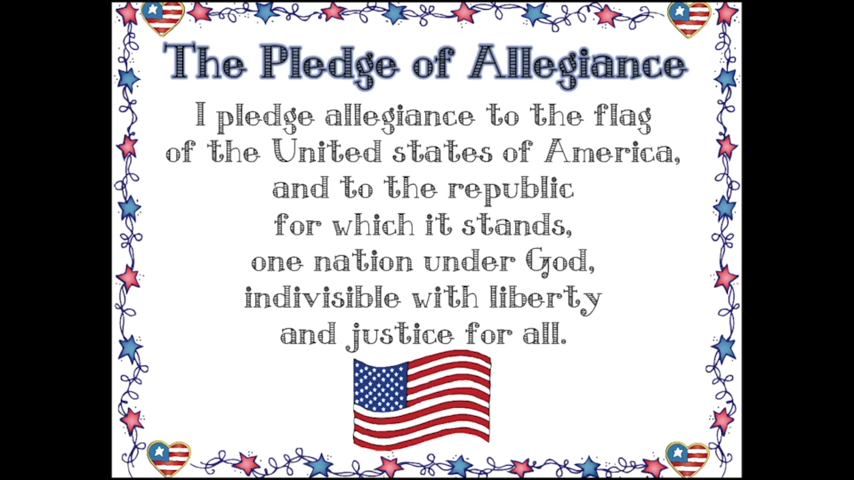 The Pledge of Allegiance
I pledge allegiance to the flag
of the United states of America,
and to the republic
for which it stands,
one nation under God,
indivisible with liberty
and justice for all.